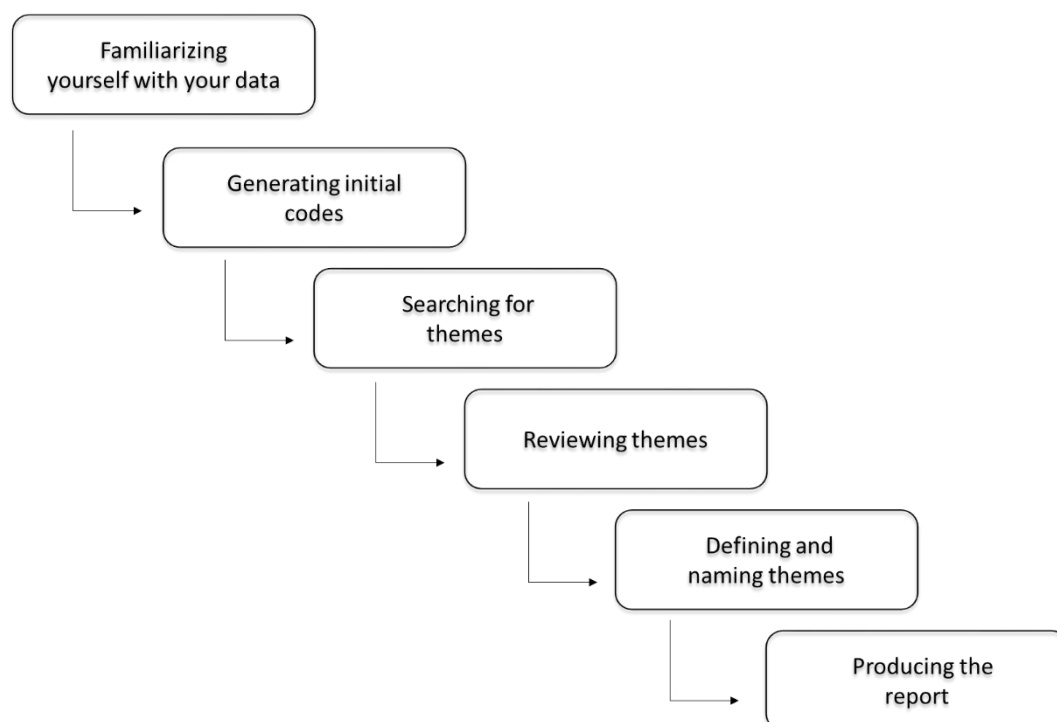 Familiarizing
yourself with your data
Generating initial
codes
Searching for
themes
Reviewing themes
Defining and
naming themes
Producing the
report